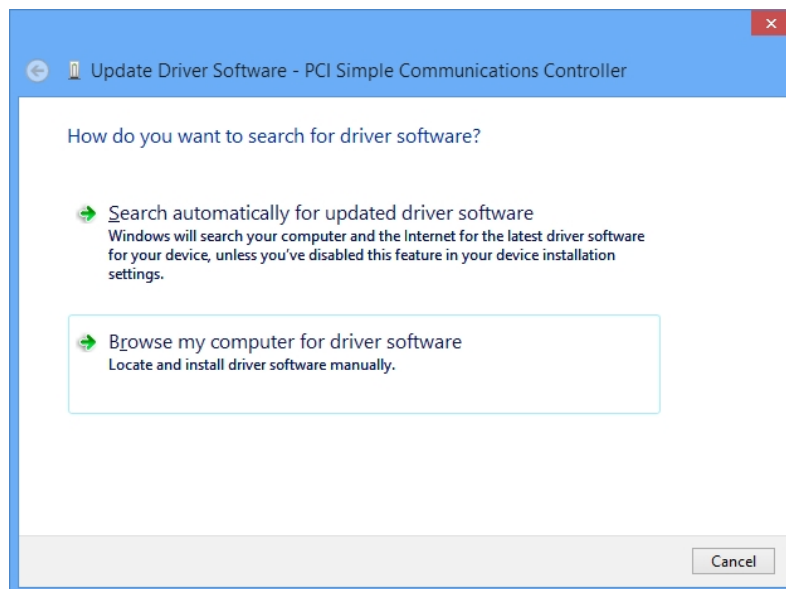 Update Driver Software - PCI Simple Communications Controller
How do you want to search for driver software?
Search automatically for updated driver software
Windows will search your computer and the Internet for the latest driver software
for your device, unless you've disabled this feature in your device installation
settings.
Browse my computer for driver software
Locate and install driver software manually.
Cancel